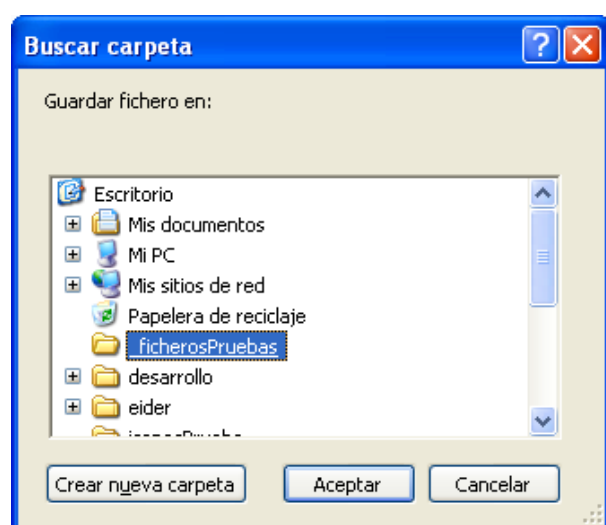 Buscar carpeta
Guardar fichero en:
Escritorio
Mis documentos
Mi PC
Mis sitios de red
Papelera de reciclaje
_ficherosPruebas
desarrollo
eider
Crear nueva carpeta Aceptar Cancelar